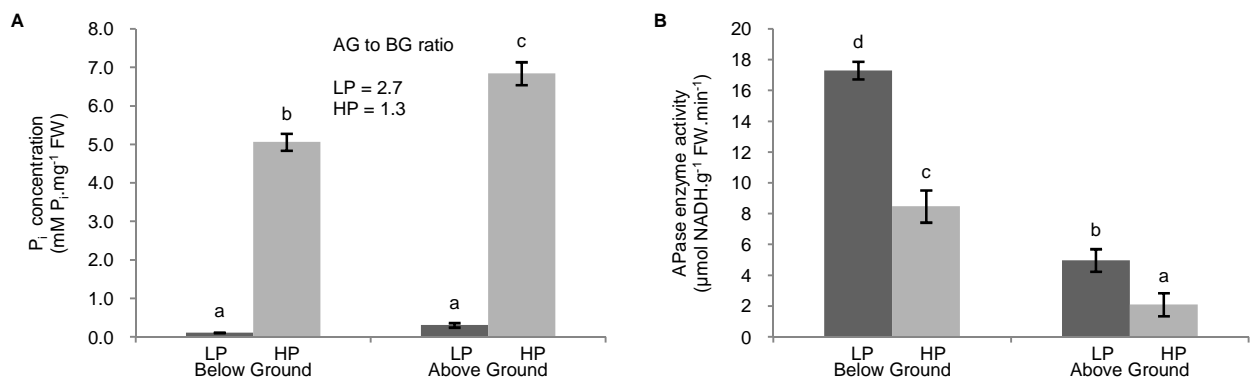 A
Pi concentration
(mM Pi.mg-1 FW)
8.0
7.0
6.0
5.0
4.0
3.0
2.0
1.0
0.0
AG to BG ratio
LP = 2.7
HP = 1.3
a
b
a
c
LP HP LP HP
Below Ground Above Ground
B
APase enzyme activity
(µmol NADH.g-1 FW.min-1)
20
18
16
14
12
10
8
6
4
2
0
d
c
b
a
LP HP LP HP
Below Ground Above Ground